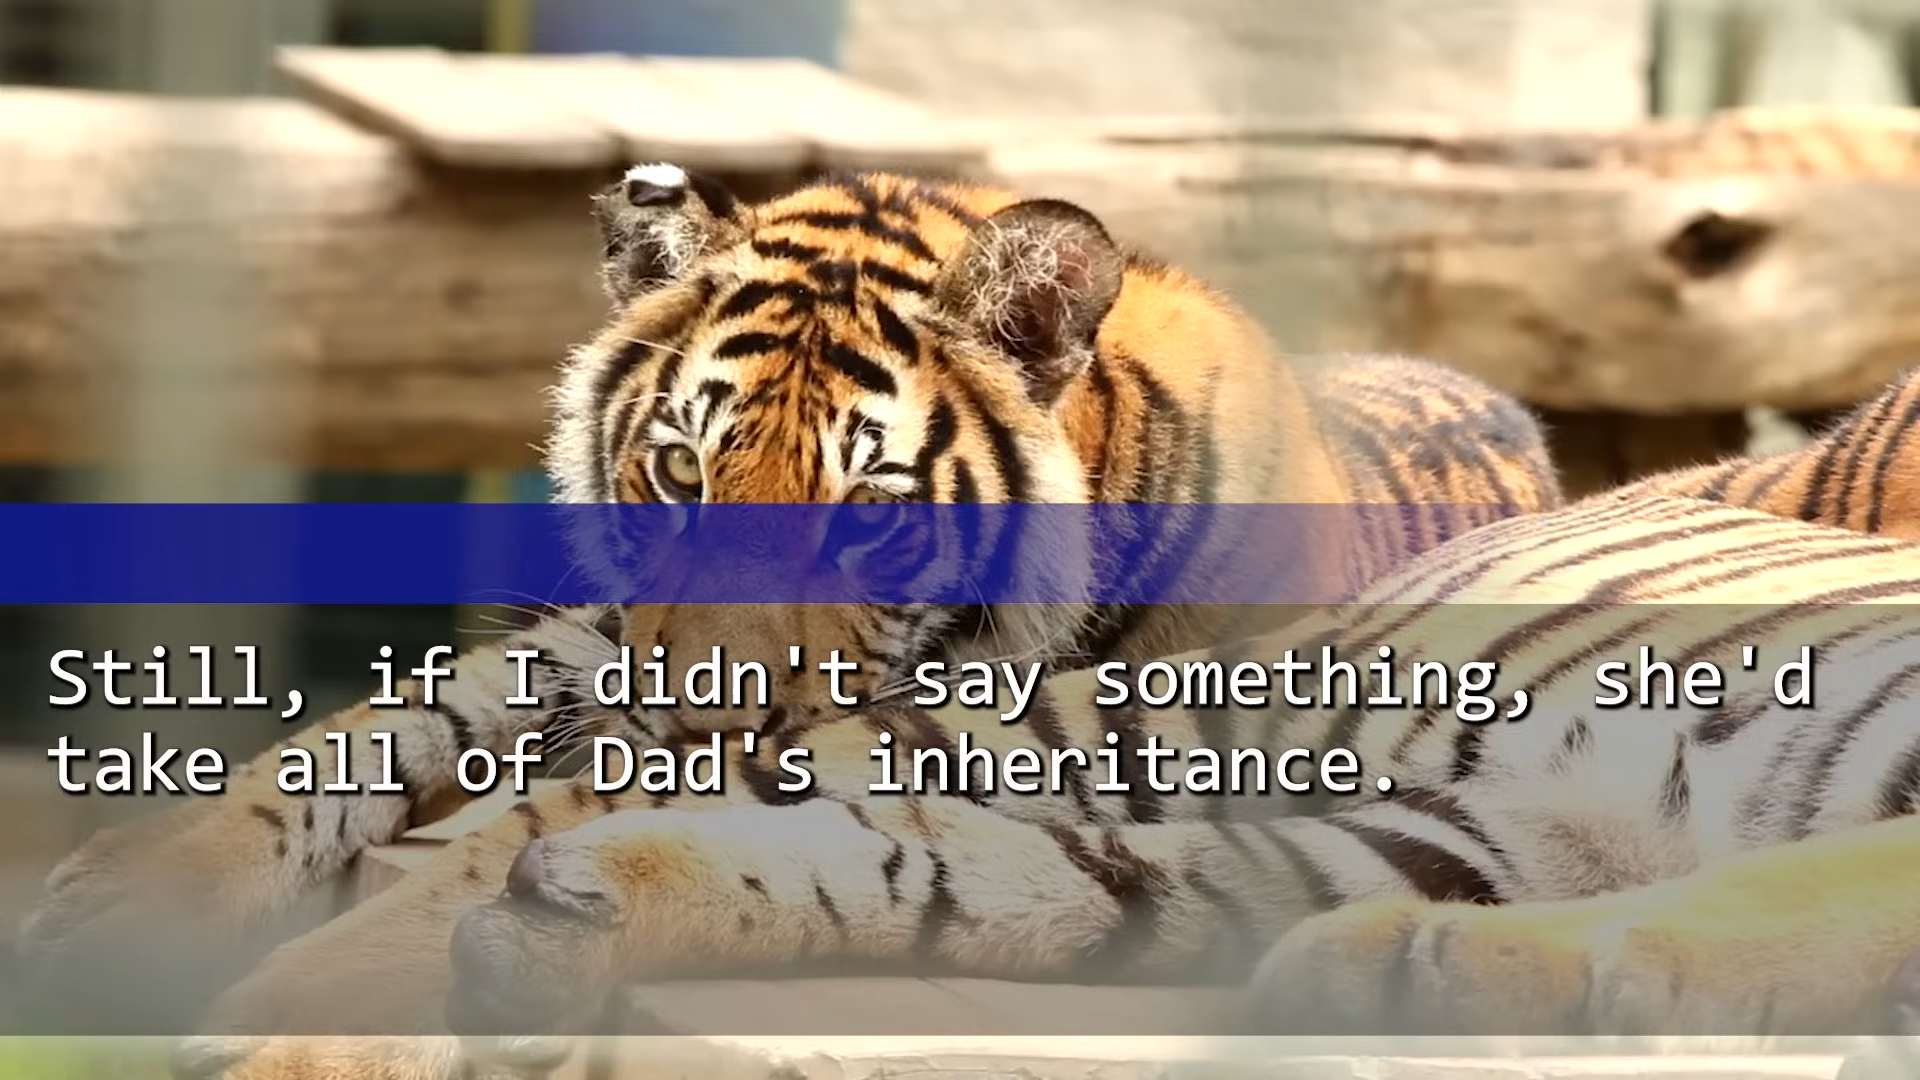 Still, if I didn't say something, she'd
take all of Dad's inheritance.